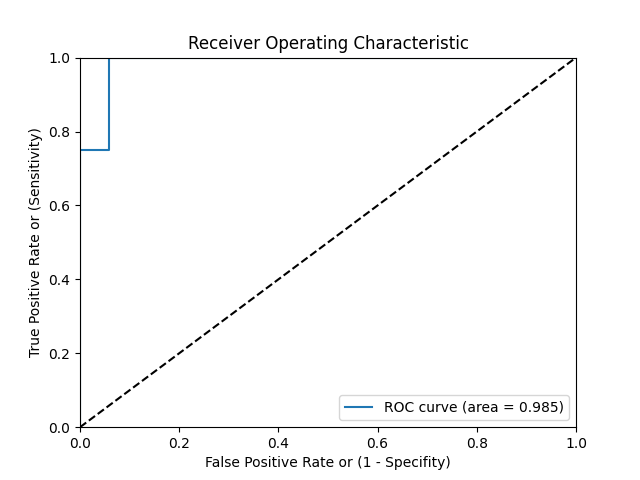 Receiver Operating Characteristic
1.0
0.8
0.6
0.4
0.2
0.0
True Positive Rate or (Sensitivity)
ROC curve (area = 0.985)
0.0 0.2 0.4 0.6 0.8 1.0
False Positive Rate or (1 - Specifity)